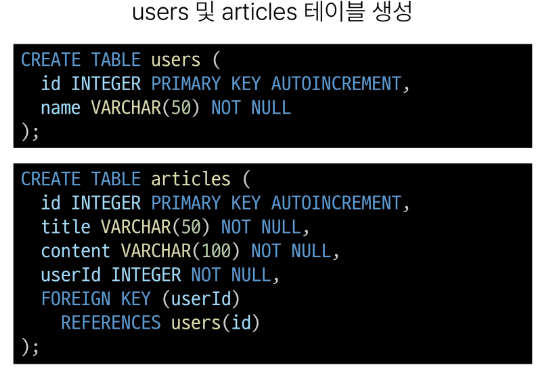 users 및 articles 테이블 생성
CREATE TABLE users (
  id INTEGER PRIMARY KEY AUTOINCREMENT,
  name VARCHAR(50) NOT NULL
);
CREATE TABLE articles (
  id INTEGER PRIMARY KEY AUTOINCREMENT,
  title VARCHAR(50) NOT NULL,
  content VARCHAR(100) NOT NULL,
  userId INTEGER NOT NULL,
  FOREIGN KEY (userId)
    REFERENCES users(id)
);